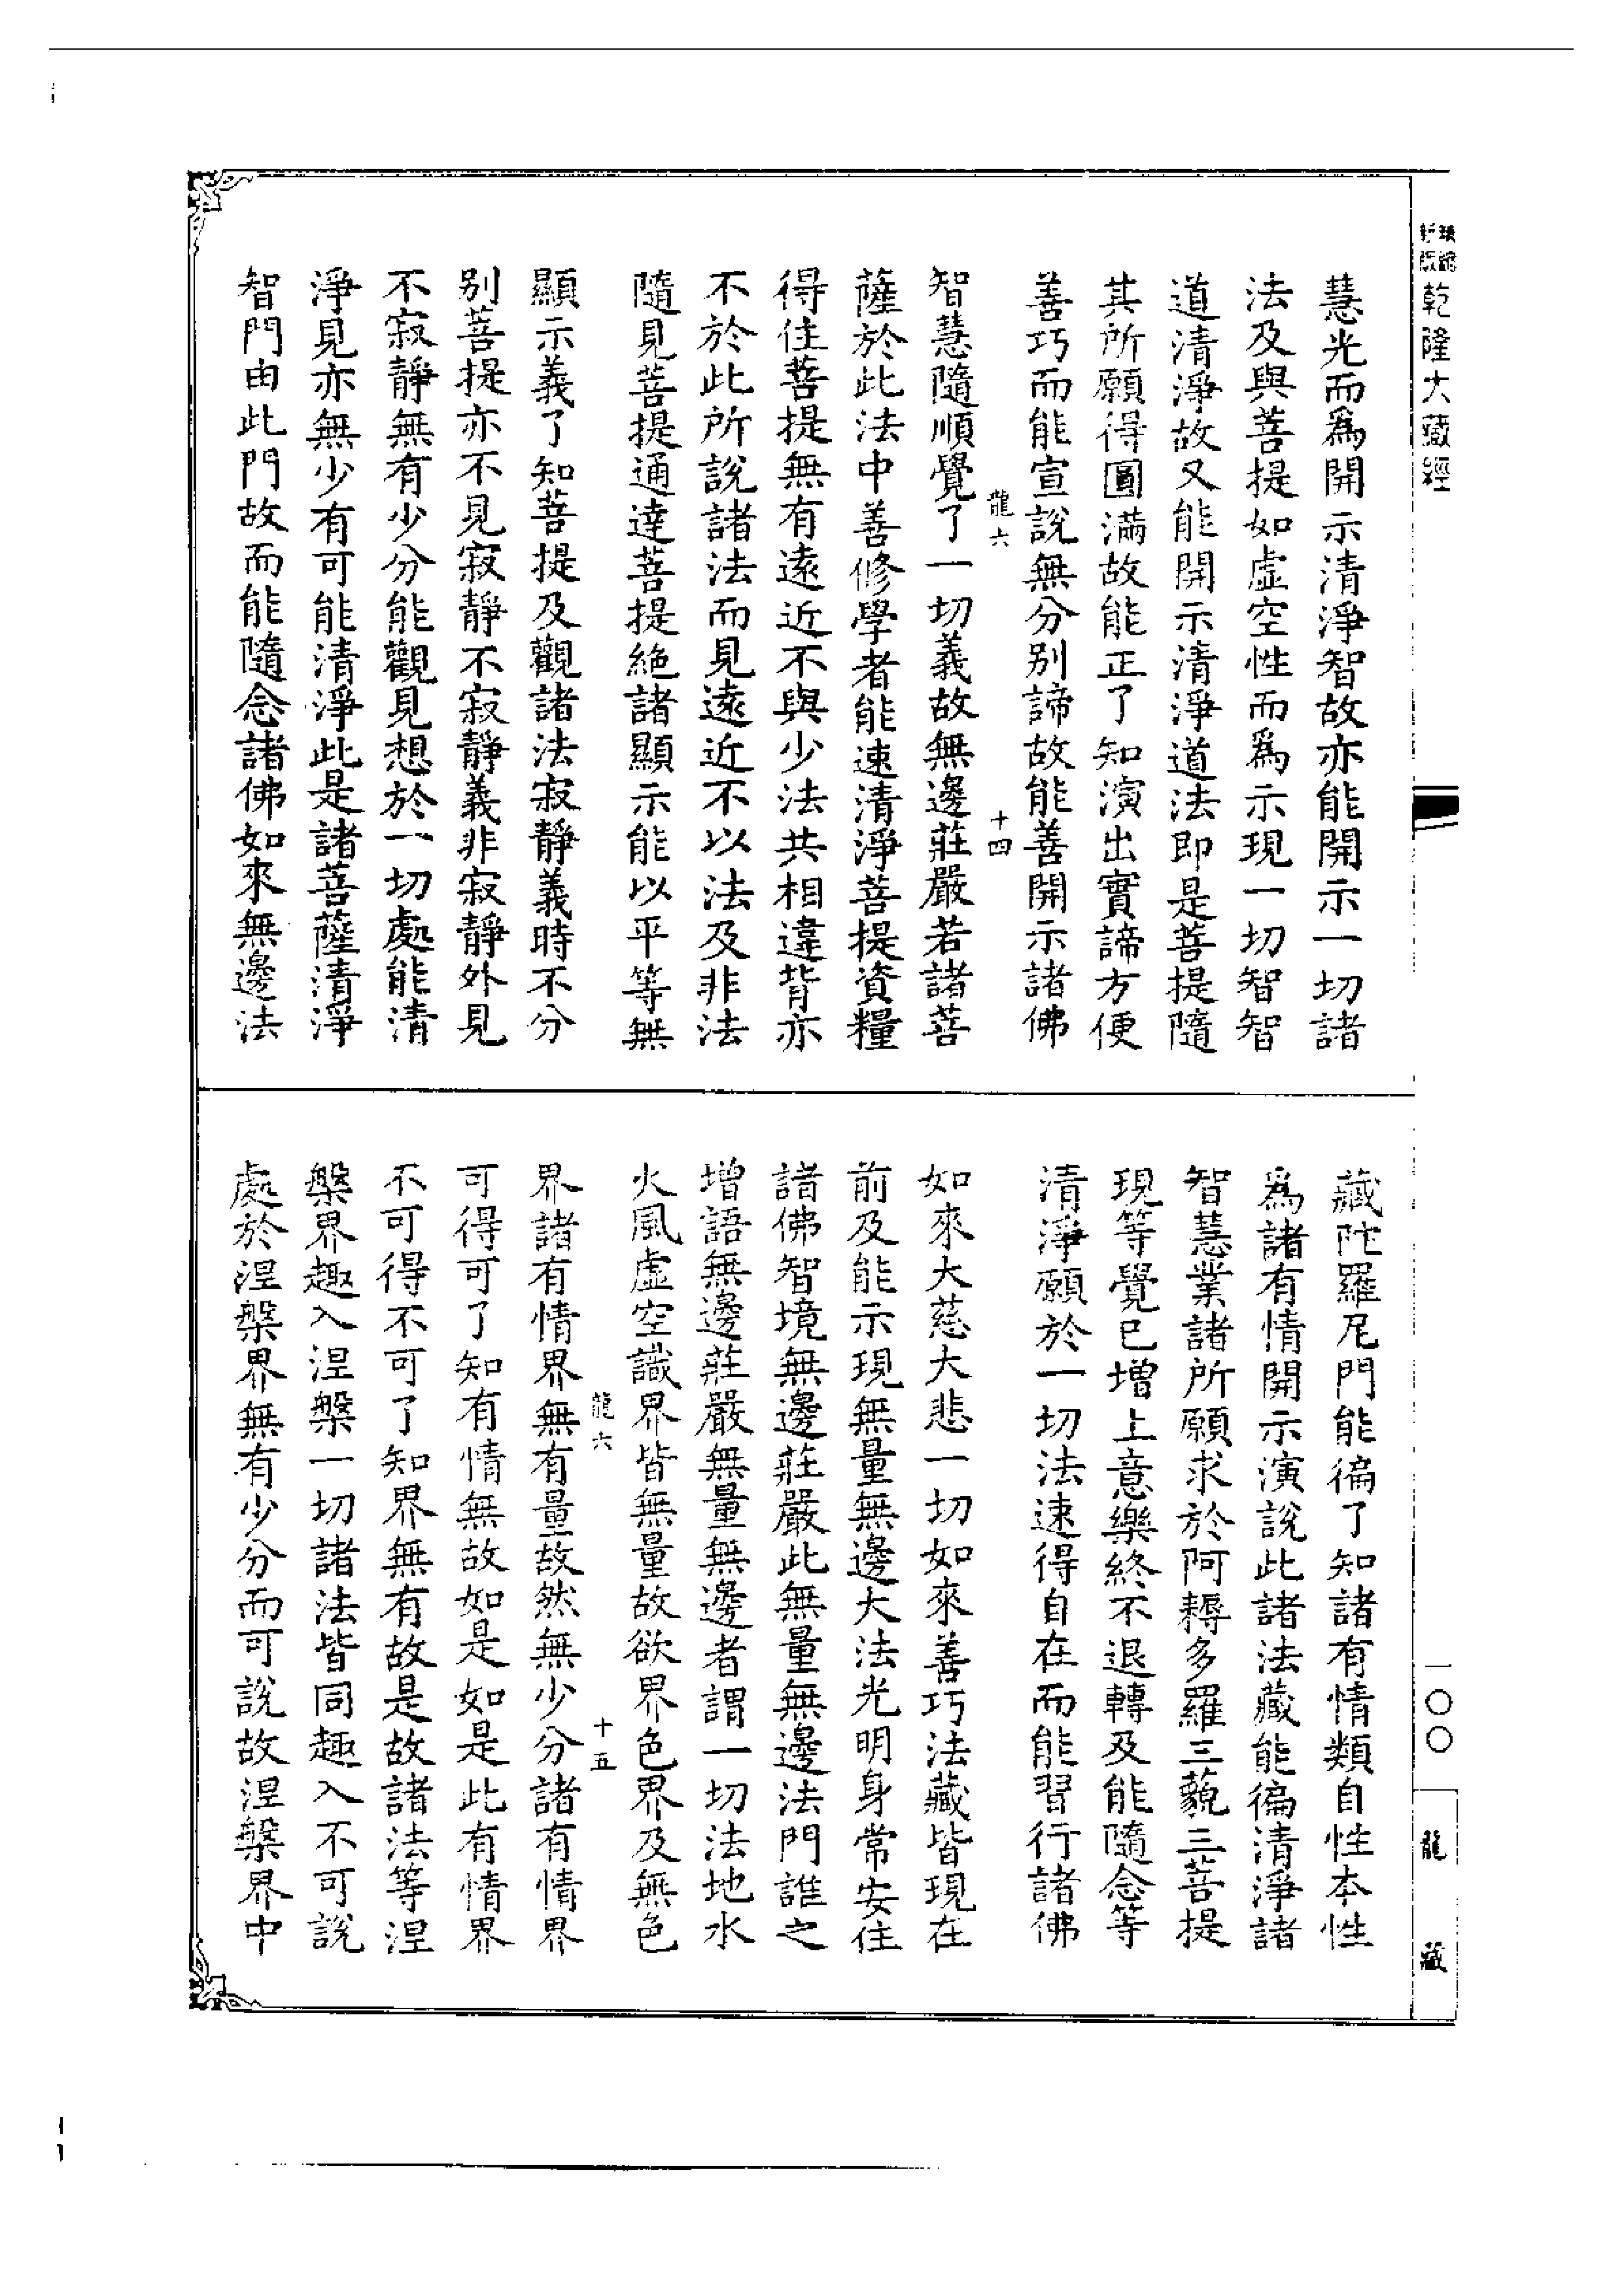 乾隆大藏經
慧光而爲開示清淨智故亦能開示一切諸
法及與菩提如虛空性而爲示現一切智智
道清淨故又能開示清淨道法即是菩提隨
其所願得圓滿故能正了知演出實諦方便
善巧而能宣說無分別諦故能善開示諸佛
龍六 十四
智慧隨順覺了一切義故無邊莊嚴若諸菩
薩於此法中善修學者能速清淨菩提資糧
得住菩提無有遠近不與少法共相違背亦
不於此所說諸法而見遠近不以法及非法
隨見菩提通達菩提絕諸顯示能以平等無
顯示義了知菩提及觀諸法寂靜義時不分
別菩提亦不見寂靜不寂靜義非寂靜外見
不寂靜無有少分能觀見想於一切處能清
淨見亦無少有可能清淨此是諸菩薩清淨
智門由此門故而能隨念諸佛如來無邊法
藏陀羅尼門能徧了知諸有情類自性本性
爲諸有情開示演說此諸法藏能徧清淨諸
智慧業諸所願求於阿耨多羅三藐三菩提
現等覺已增上意樂終不退轉及能隨念等
清淨願於一切法速得自在而能習行諸佛
如來大慈大悲一切如來善巧法藏皆現在
前及能示現無量無邊大法光明身常安住
諸佛智境無邊莊嚴此無量無邊法門誰之
增語無邊莊嚴無量無邊者謂一切法地水
火風虛空識界皆無量故欲界色界及無色
龍六 十五
界諸有情界無有量故然無少分諸有情界
可得可了知有情無故如是如是此有情界
不可得不可了知界無有故是故諸法等涅
槃界趣入涅槃一切諸法皆同趣入不可說
處於涅槃界無有少分而可說故涅槃界中
一〇〇
龍藏